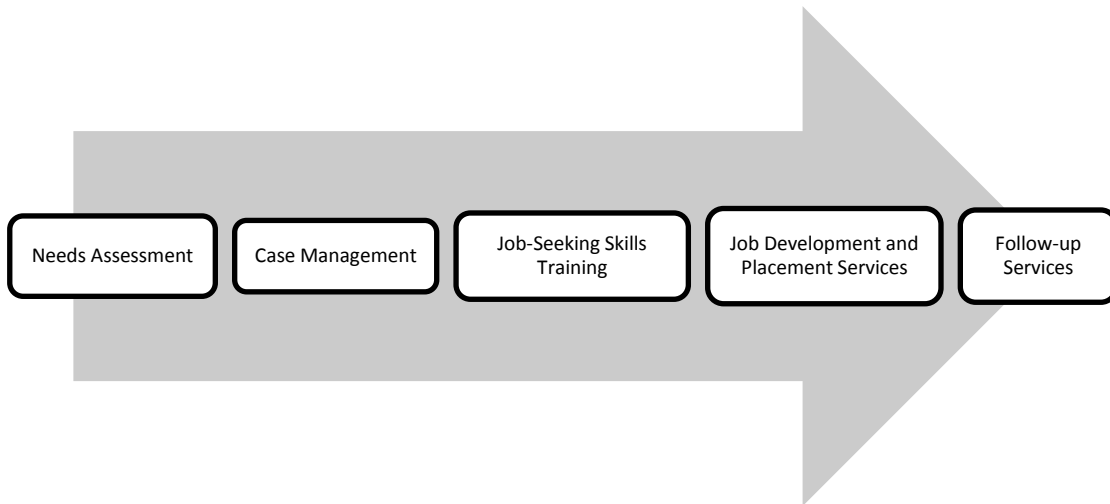 Needs Assessment
Case Management
Job-Seeking Skills
Training
Job Development and
Placement Services
Follow-up
Services